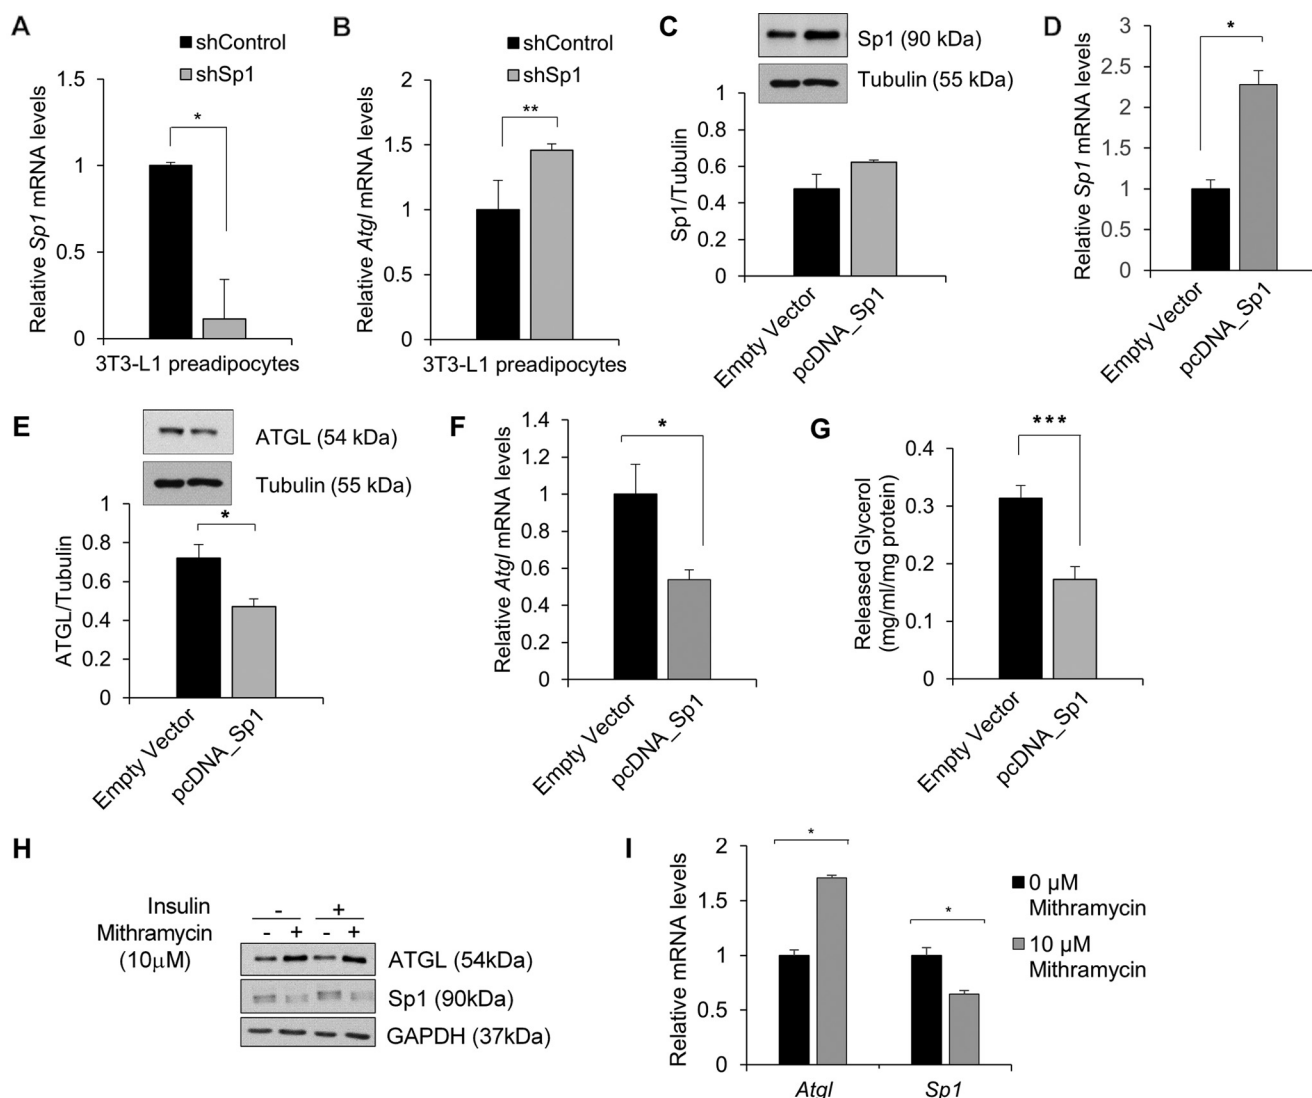 A
shControl
shSp1
Relative Sp1 mRNA levels
1.5
1
0.5
0
*
3T3-L1 preadipocytes
B
shControl
shSp1
Relative Atgl mRNA levels
2
1.5
1
0.5
0
**
3T3-L1 preadipocytes
C
Sp1 (90 kDa)
Tubulin (55 kDa)
Sp1/Tubulin
1
0.8
0.6
0.4
0.2
0
Empty Vector
pcDNA_Sp1
D
Relative Sp1 mRNA levels
3
2.5
2
1.5
1
0.5
0
*
Empty Vector
pcDNA_Sp1
E
ATGL (54 kDa)
Tubulin (55 kDa)
ATGL/Tubulin
1
0.8
0.6
0.4
0.2
0
*
Empty Vector
pcDNA_Sp1
F
Relative Atgl mRNA levels
1.4
1.2
1
0.8
0.6
0.4
0.2
0
*
Empty Vector
pcDNA_Sp1
G
Released Glycerol
(mg/ml/mg protein)
0.4
0.3
0.2
0.1
0
***
Empty Vector
pcDNA_Sp1
H
Insulin - +
Mithramycin - + - +
(10μM)
ATGL (54kDa)
Sp1 (90kDa)
GAPDH (37kDa)
I
Relative mRNA levels
2
1.5
1
0.5
0
*
*
Atgl Sp1
0 µM
Mithramycin
10 µM
Mithramycin